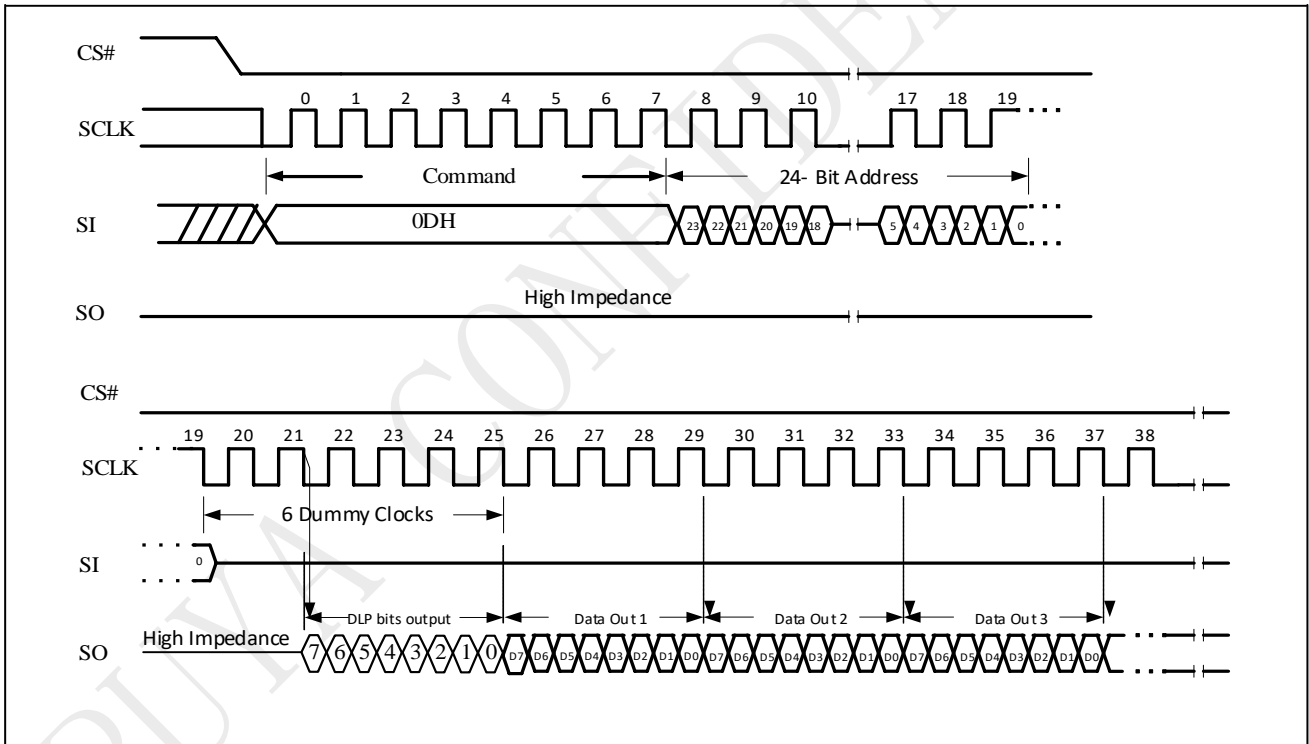 CS#
0 1 2 3 4 5 6 7 8 9 10 17 18 19
SCLK
Command 24- Bit Address
SI 0DH 23 22 21 20 19 18 5 4 3 2 1 0
High Impedance
SO
CS#
19 20 21 22 23 24 25 26 27 28 29 30 31 32 33 34 35 36 37 38
SCLK
6 Dummy Clocks
SI 0
DLP bits output Data Out 1 Data Out 2 Data Out 3
High Impedance
SO 7 6 5 4 3 2 1 0 D7 D6 D5 D4 D3 D2 D1 D0 D7 D6 D5 D4 D3 D2 D1 D0 D7 D6 D5 D4 D3 D2 D1 D0